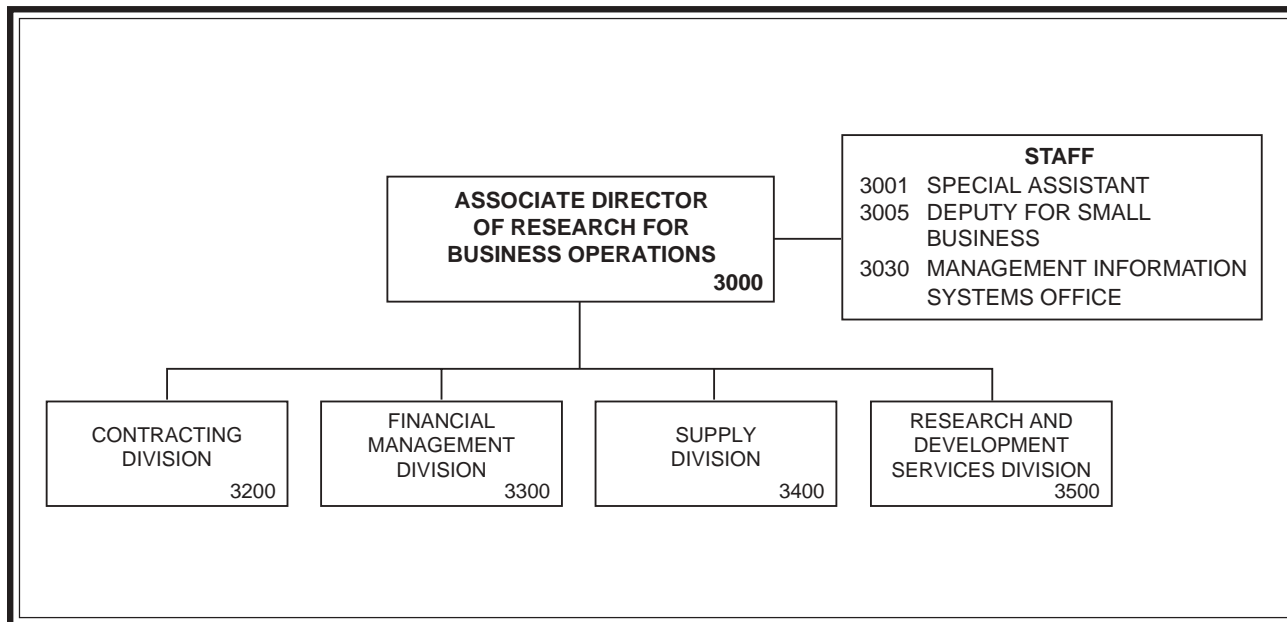 ASSOCIATE DIRECTOR
OF RESEARCH FOR
BUSINESS OPERATIONS
3000
STAFF
3001 SPECIAL ASSISTANT
3005 DEPUTY FOR SMALL
BUSINESS
3030 MANAGEMENT INFORMATION
SYSTEMS OFFICE
CONTRACTING
DIVISION
3200
FINANCIAL
MANAGEMENT
DIVISION
3300
SUPPLY
DIVISION
3400
RESEARCH AND
DEVELOPMENT
SERVICES DIVISION
3500